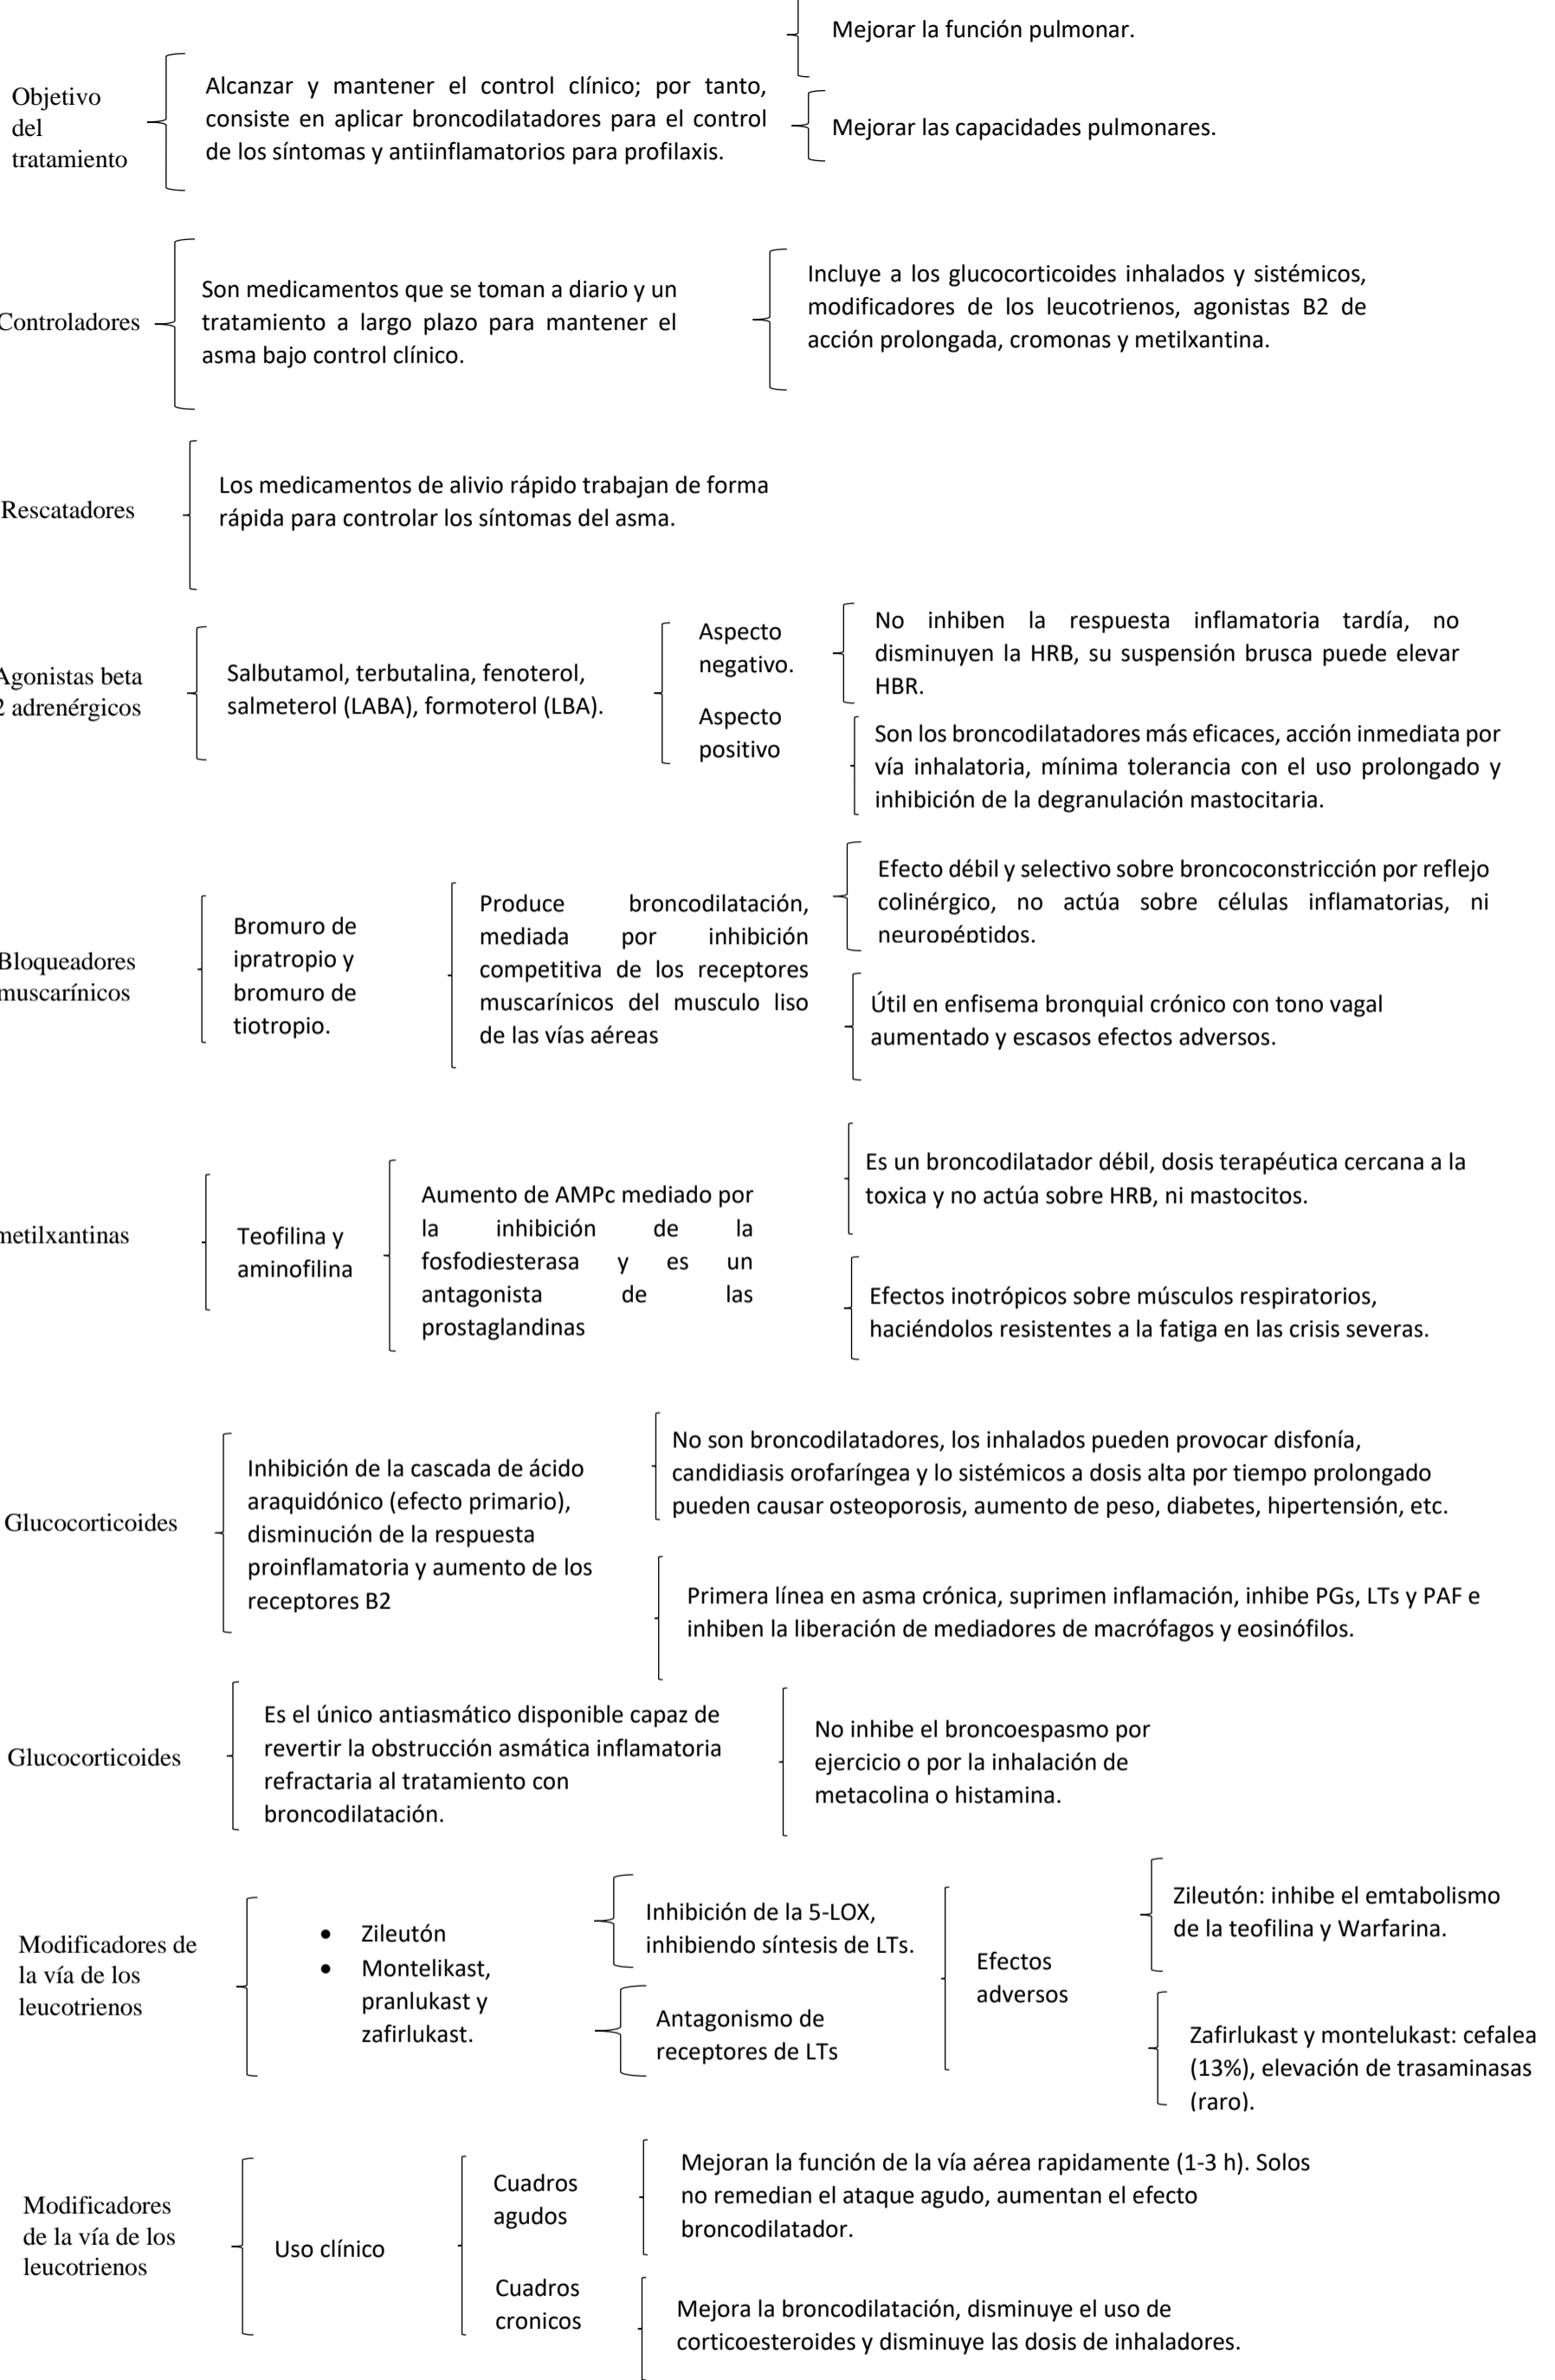 Mejorar la función pulmonar.
Objetivo
del
tratamiento
Alcanzar y mantener el control clínico; por tanto,
consiste en aplicar broncodilatadores para el control
de los síntomas y antiinflamatorios para profilaxis.
Mejorar las capacidades pulmonares.
Controladores
Son medicamentos que se toman a diario y un
tratamiento a largo plazo para mantener el
asma bajo control clínico.
Incluye a los glucocorticoides inhalados y sistémicos,
modificadores de los leucotrienos, agonistas B2 de
acción prolongada, cromonas y metilxantina.
Rescatadores
Los medicamentos de alivio rápido trabajan de forma
rápida para controlar los síntomas del asma.
Agonistas beta
2 adrenérgicos
Salbutamol, terbutalina, fenoterol,
salmeterol (LABA), formoterol (LBA).
Aspecto
negativo.
No inhiben la respuesta inflamatoria tardía, no
disminuyen la HRB, su suspensión brusca puede elevar
HBR.
Aspecto
positivo
Son los broncodilatadores más eficaces, acción inmediata por
vía inhalatoria, mínima tolerancia con el uso prolongado y
inhibición de la degranulación mastocitaria.
Bloqueadores
muscarínicos
Bromuro de
ipratropio y
bromuro de
tiotropio.
Produce broncodilatación,
mediada por inhibición
competitiva de los receptores
muscarínicos del musculo liso
de las vías aéreas
Efecto débil y selectivo sobre broncoconstricción por reflejo
colinérgico, no actúa sobre células inflamatorias, ni
neuropéptidos.
Útil en enfisema bronquial crónico con tono vagal
aumentado y escasos efectos adversos.
metilxantinas
Teofilina y
aminofilina
Aumento de AMPc mediado por
la inhibición de la
fosfodiesterasa y es un
antagonista de las
prostaglandinas
Es un broncodilatador débil, dosis terapéutica cercana a la
toxica y no actúa sobre HRB, ni mastocitos.
Efectos inotrópicos sobre músculos respiratorios,
haciéndolos resistentes a la fatiga en las crisis severas.
Glucocorticoides
Inhibición de la cascada de ácido
araquidónico (efecto primario),
disminución de la respuesta
proinflamatoria y aumento de los
receptores B2
No son broncodilatadores, los inhalados pueden provocar disfonía,
candidiasis orofaríngea y lo sistémicos a dosis alta por tiempo prolongado
pueden causar osteoporosis, aumento de peso, diabetes, hipertensión, etc.
Primera línea en asma crónica, suprimen inflamación, inhibe PGs, LTs y PAF e
inhiben la liberación de mediadores de macrófagos y eosinófilos.
Glucocorticoides
Es el único antiasmático disponible capaz de
revertir la obstrucción asmática inflamatoria
refractaria al tratamiento con
broncodilatación.
No inhibe el broncoespasmo por
ejercicio o por la inhalación de
metacolina o histamina.
Modificadores de
la vía de los
leucotrienos
• Zileutón
• Montelikast,
pranlukast y
zafirlukast.
Inhibición de la 5-LOX,
inhibiendo síntesis de LTs.
Antagonismo de
receptores de LTs
Efectos
adversos
Zileutón: inhibe el emtabolismo
de la teofilina y Warfarina.
Zafirlukast y montelukast: cefalea
(13%), elevación de trasaminasas
(raro).
Modificadores
de la vía de los
leucotrienos
Uso clínico
Cuadros
agudos
Mejoran la función de la vía aérea rapidamente (1-3 h). Solos
no remedian el ataque agudo, aumentan el efecto
broncodilatador.
Cuadros
cronicos
Mejora la broncodilatación, disminuye el uso de
corticoesteroides y disminuye las dosis de inhaladores.